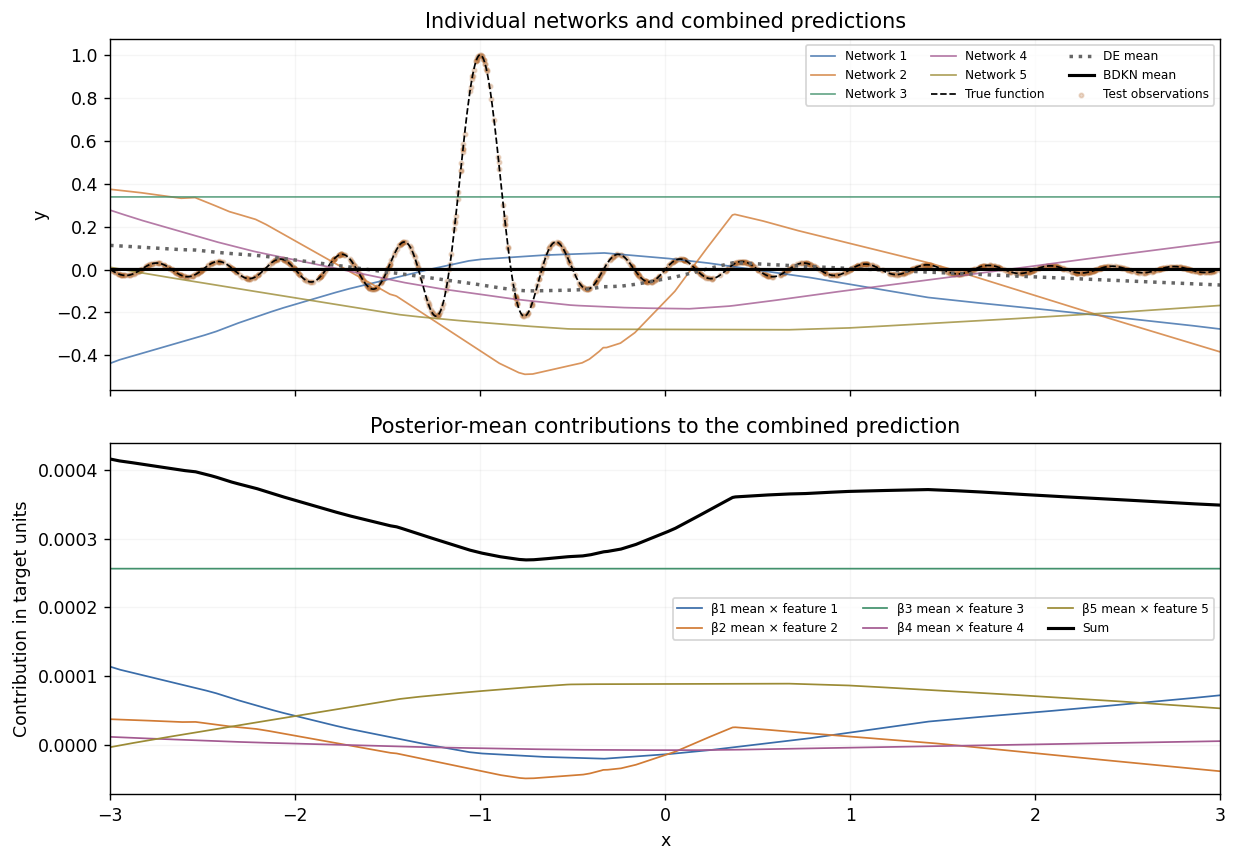 Individual networks and combined predictions
1.0
0.8
0.6
0.4
0.2
0.0
−0.2
−0.4
y
Network 1
Network 2
Network 3
Network 4
Network 5
True function
DE mean
BDKN mean
Test observations
Posterior-mean contributions to the combined prediction
0.0004
0.0003
0.0002
0.0001
0.0000
Contribution in target units
β1 mean × feature 1
β2 mean × feature 2
β3 mean × feature 3
β4 mean × feature 4
β5 mean × feature 5
Sum
−3 −2 −1 0 1 2 3
x